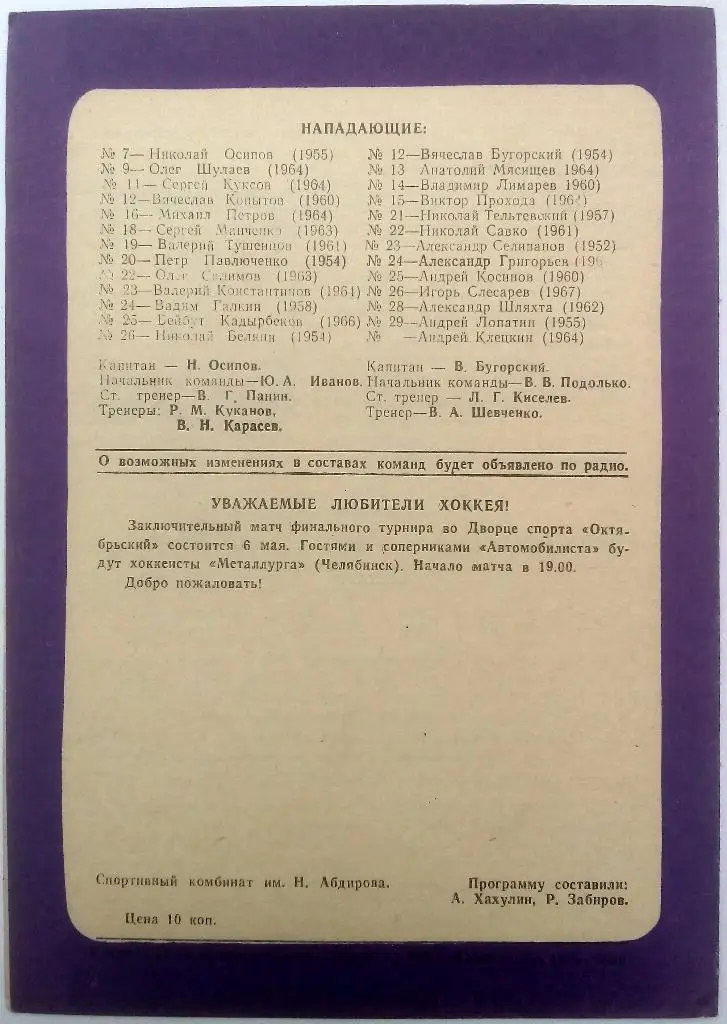 НАПАДАЮЩИЕ:
№ 7— Николай Осипов (1955)
№ 9— Олег Шулаев (1964)
№ 11— Сергей Куксов (1964)
№ 12—Вячеслав Копытов (1960)
№ 16— Михаил Петров (1964)
№ 18— Сергей Манченко (1963)
№ 19— Валерий Тушенцов (1961)
№ 20— Петр Павлюченко (1954)
№ 22— Олег Салимов (1963)
№ 23—Валерий Константинов (1964)
№ 24— Вадим Галкин (1958)
№ 25— Бейбут Кадырбеков (1966)
№ 26— Николай Белкин (1954)
№ 12—Вячеслав Бугорский (1954)
№ 13 Анатолий Мясищев 1964)
№ 14—Владимир Лимарев 1960)
№ 15—Виктор Прохода
№ 21—Николай Тельтевский (1957)
№ 22—Николай Савко (1961)
№ 23—Александр Селиванов (1952)
№ 24—Александр Григорьев
№ 25—Андрей Косинов (1960)
№ 26—Игорь Слесарев (1967)
№ 28—Александр Шляхта (1962)
№ 29—Андрей Лопатин (1955)
№ —Андрей Клецкин (1964)
Капитан — Н. Осипов.
Начальник команды—Ю. А. Иванов.
Ст. тренер—В. Г. Панин.
Тренеры: Р. М. Куканов,
В. Н. Карасев.
Капитан — В. Бугорский.
Начальник команды—В. В. Подолько.
Ст. тренер — Л. Г. Киселев.
Тренер—В. А. Шевченко.
О возможных изменениях в составах команд будет объявлено по радио.
УВАЖАЕМЫЕ ЛЮБИТЕЛИ ХОККЕЯ!
Заключительный матч финального турнира во Дворце спорта «Октя-
брьский» состоится 6 мая. Гостями и соперниками «Автомобилиста» бу-
дут хоккеисты «Металлурга» (Челябинск). Начало матча в 19.00.
Добро пожаловать!
Спортивный комбинат им. Н. Абдирова.
Цена 10 коп.
Программу составили:
А. Хахулин, Р. Забиров.